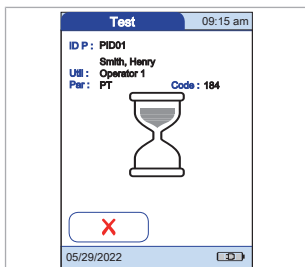 Test 09:15 am
ID P : PID01
Smith, Henry
Util : Operator 1
Par : PT Code : 184
05/29/2022